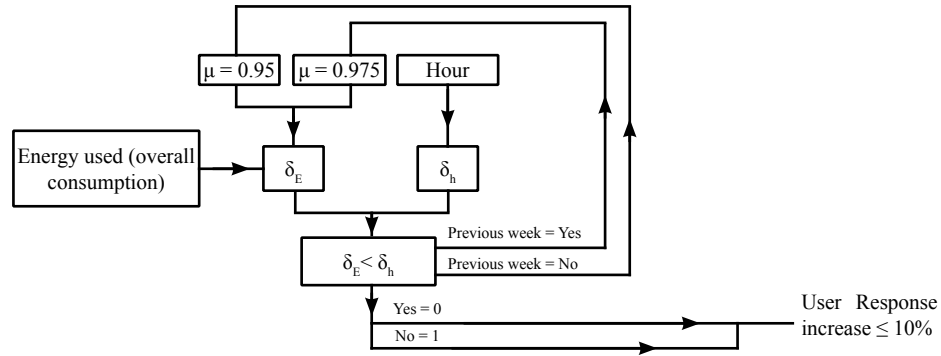 μ = 0.95
μ = 0.975
Hour
Energy used (overall
consumption)
δE
δh
Previous week = Yes
Previous week = No
δE< δh
Yes = 0
No = 1
User Response
increase ≤ 10%